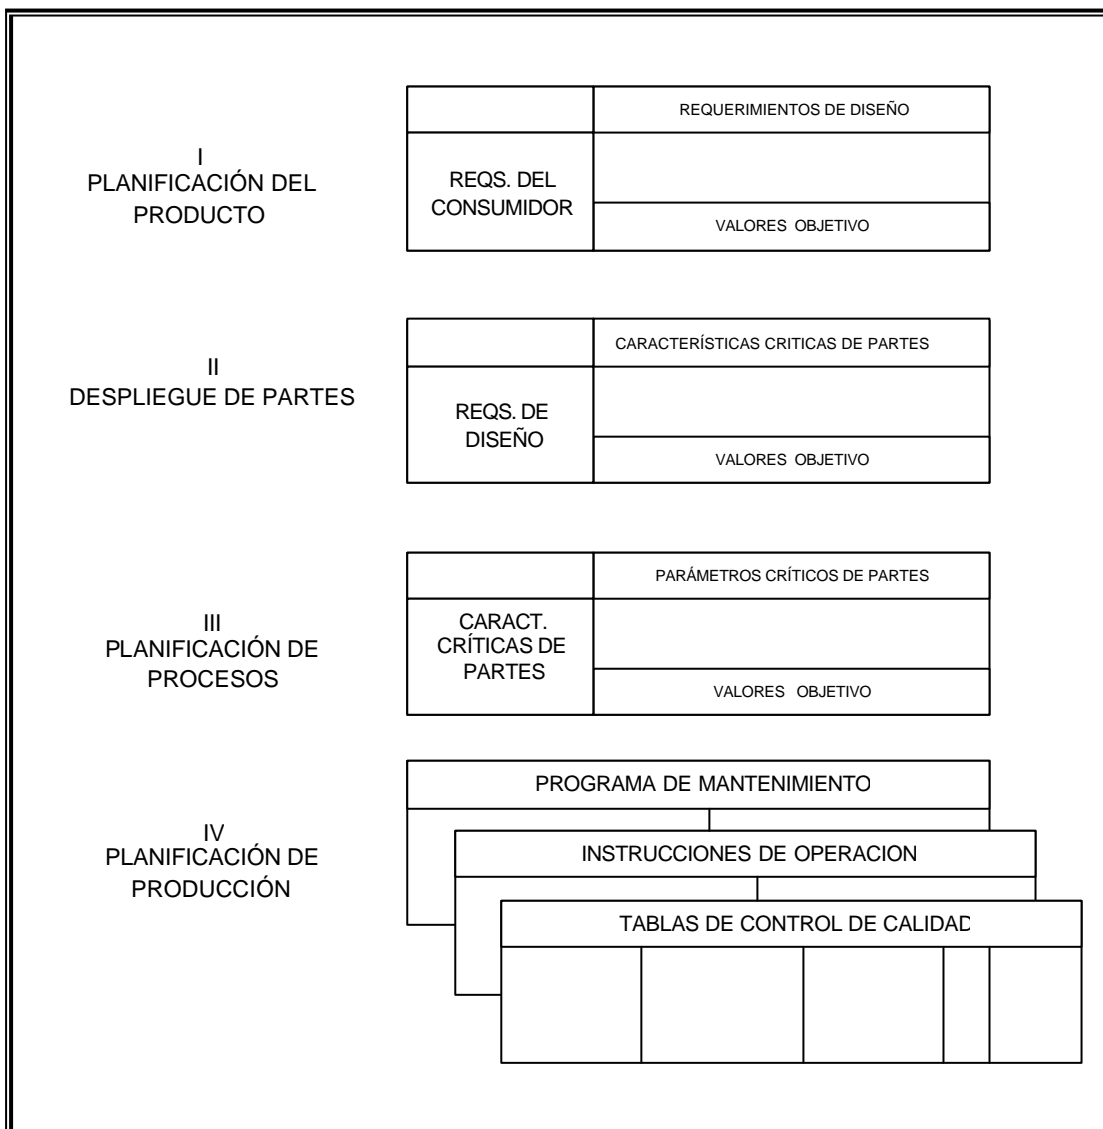 REQUERIMIENTOS DE DISEÑO
I
PLANIFICACIÓN DEL
PRODUCTO
REQS. DEL
CONSUMIDOR
VALORES OBJETIVO
CARACTERÍSTICAS CRITICAS DE PARTES
II
DESPLIEGUE DE PARTES
REQS. DE
DISEÑO
VALORES OBJETIVO
PARÁMETROS CRÍTICOS DE PARTES
III
PLANIFICACIÓN DE
PROCESOS
CARACT.
CRÍTICAS DE
PARTES
VALORES OBJETIVO
PROGRAMA DE MANTENIMIENTO
IV
PLANIFICACIÓN DE
PRODUCCIÓN
INSTRUCCIONES DE OPERACION
TABLAS DE CONTROL DE CALIDAD